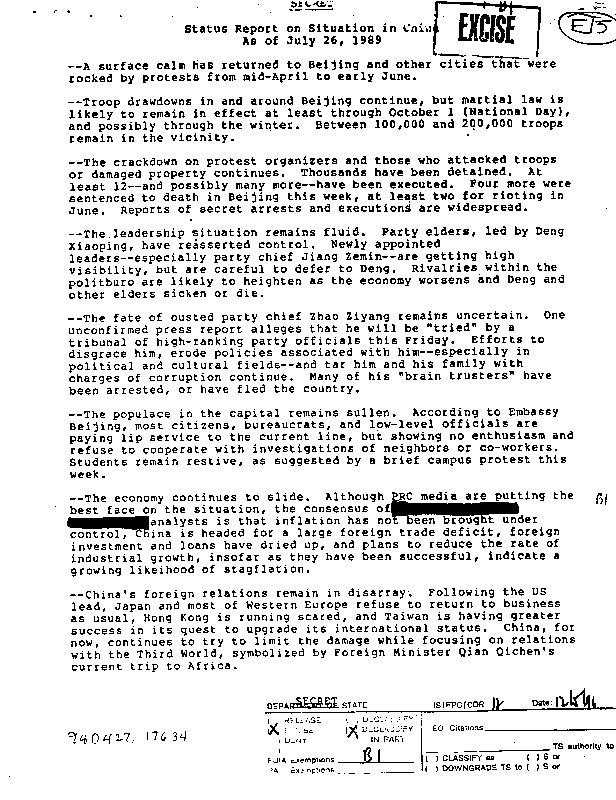 SECRET
Status Report on Situation in China
As of July 26, 1989
EXCISE
E/5
--A surface calm has returned to Beijing and other cities that were
rocked by protests from mid-April to early June.
--Troop drawdowns in and around Beijing continue, but martial law is
likely to remain in effect at least through October 1 (National Day),
and possibly through the winter. Between 100,000 and 200,000 troops
remain in the vicinity.
--The crackdown on protest organizers and those who attacked troops
or damaged property continues. Thousands have been detained. At
least 12--and possibly many more--have been executed. Four more were
sentenced to death in Beijing this week, at least two for rioting in
June. Reports of secret arrests and executions are widespread.
--The leadership situation remains fluid. Party elders, led by Deng
Xiaoping, have reasserted control. Newly appointed
leaders--especially party chief Jiang Zemin--are getting high
visibility, but are careful to defer to Deng. Rivalries within the
politburo are likely to heighten as the economy worsens and Deng and
other elders sicken or die.
--The fate of ousted party chief Zhao Ziyang remains uncertain. One
unconfirmed press report alleges that he will be "tried" by a
tribunal of high-ranking party officials this Friday. Efforts to
disgrace him, erode policies associated with him--especially in
political and cultural fields--and tar him and his family with
charges of corruption continue. Many of his "brain trusters" have
been arrested, or have fled the country.
--The populace in the capital remains sullen. According to Embassy
Beijing, most citizens, bureaucrats, and low-level officials are
paying lip service to the current line, but showing no enthusiasm and
refuse to cooperate with investigations of neighbors or co-workers.
Students remain restive, as suggested by a brief campus protest this
week.
--The economy continues to slide. Although PRC media are putting the
best face on the situation, the consensus of
analysts is that inflation has not been brought under
control, China is headed for a large foreign trade deficit, foreign
investment and loans have dried up, and plans to reduce the rate of
industrial growth, insofar as they have been successful, indicate a
growing likeihood of stagflation.
B1
--China's foreign relations remain in disarray. Following the US
lead, Japan and most of Western Europe refuse to return to business
as usual, Hong Kong is running scared, and Taiwan is having greater
success in its quest to upgrade its international status. China, for
now, continues to try to limit the damage while focusing on relations
with the Third World, symbolized by Foreign Minister Qian Qichen's
current trip to Africa.
SECRET
DEPARTMENT OF STATE IS/FPC/CDR Date:
RELEASE ( ) DECLASSIFY
X EXCISE (X DECLASSIFY
DENY IN PART
EO Citations
TS authority to
FOIA Exemptions B1
PA Exemptions
( ) CLASSIFY as ( ) S or
( ) DOWNGRADE TS to ( ) S or
940427, 17634